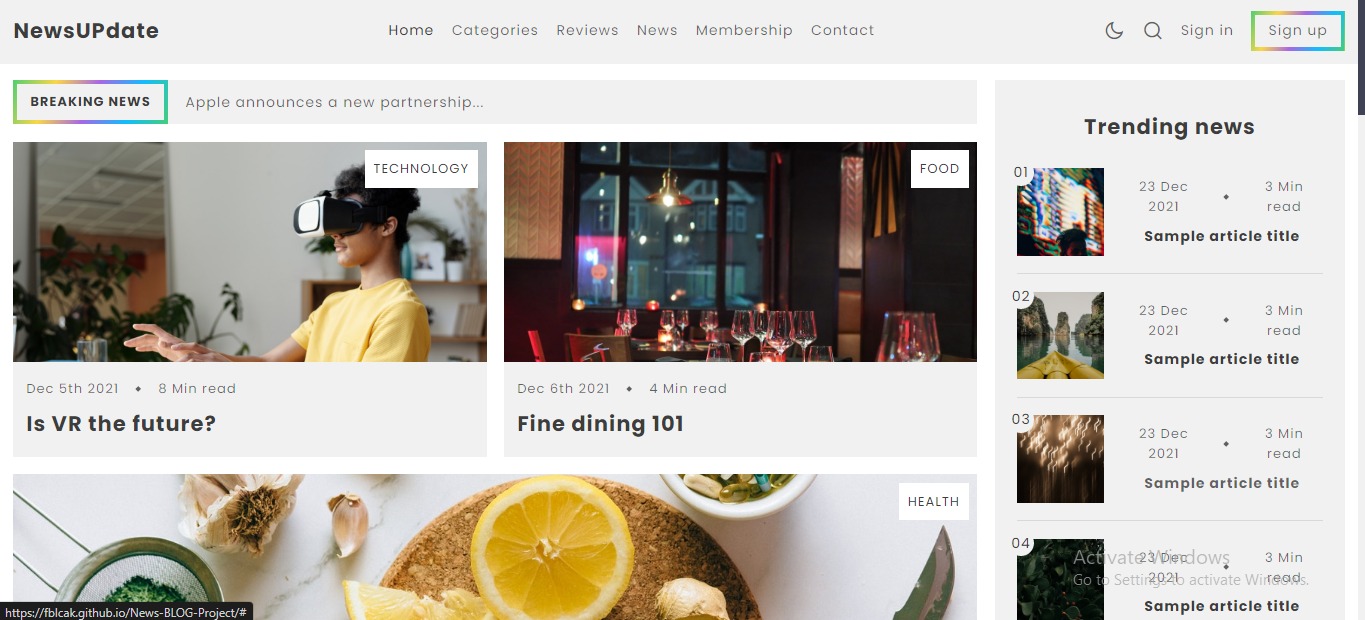 NewsUPdate
Home Categories Reviews News Membership Contact
Sign in Sign up
BREAKING NEWS Apple announces a new partnership...
TECHNOLOGY
Dec 5th 2021 ◆ 8 Min read
Is VR the future?
FOOD
Dec 6th 2021 ◆ 4 Min read
Fine dining 101
HEALTH
Trending news
01
23 Dec 2021 ◆ 3 Min read
Sample article title
02
23 Dec 2021 ◆ 3 Min read
Sample article title
03
23 Dec 2021 ◆ 3 Min read
Sample article title
04
23 Dec 2021 ◆ 3 Min read
Sample article title
Activate Windows
Go to Settings to activate Windows.
https://fblcak.github.io/News-BLOG-Project/#